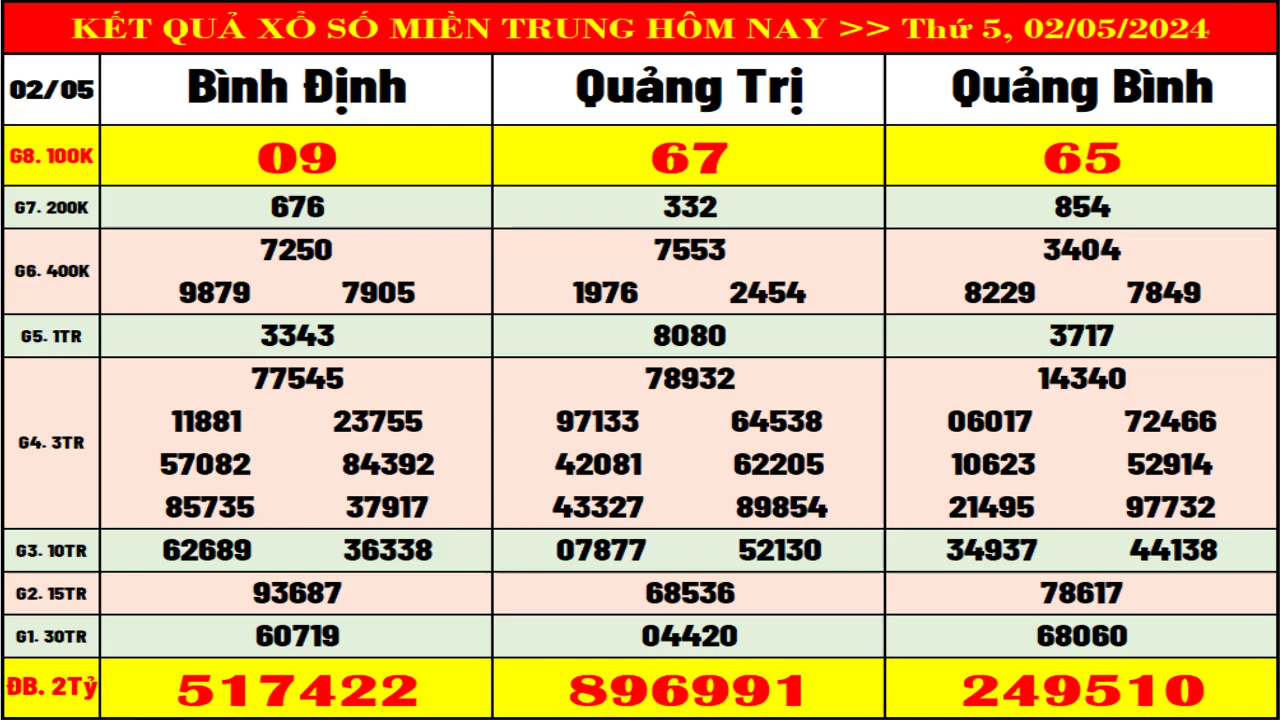 KẾT QUẢ XỔ SỐ MIỀN TRUNG HÔM NAY >> Thứ 5, 02/05/2024
02/05 Bình Định Quảng Trị Quảng Bình
G8. 100K 09 67 65
G7. 200K 676 332 854
7250 7553 3404
G6. 400K
9879 7905 1976 2454 8229 7849
G5. 1TR 3343 8080 3717
77545 78932 14340
11881 23755 97133 64538 06017 72466
G4. 3TR
57082 84392 42081 62205 10623 52914
85735 37917 43327 89854 21495 97732
G3. 10TR 62689 36338 07877 52130 34937 44138
G2. 15TR 93687 68536 78617
G1. 30TR 60719 04420 68060
ĐB. 2Tỷ 517422 896991 249510